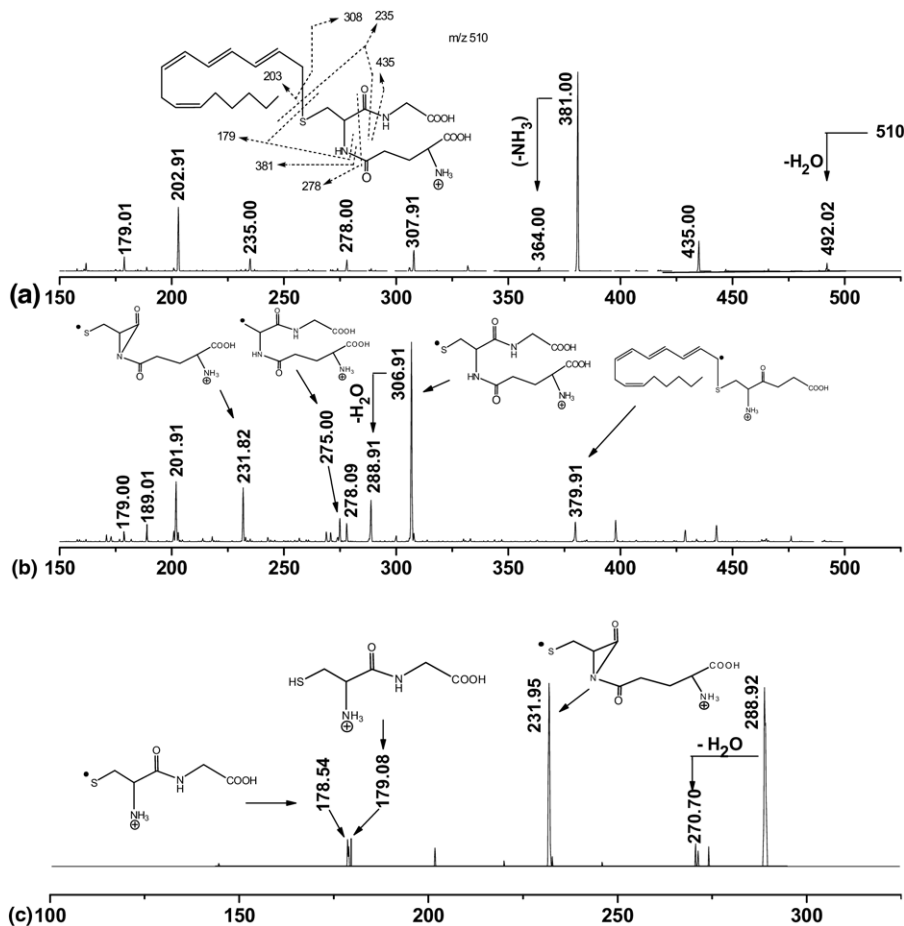 308
235
m/z 510
203
435
O
S
NH
COOH
179
HN
COOH
381
O
NH3
⊕
278
202.91
179.01
235.00
278.00
307.91
(-NH3)
364.00
381.00
435.00
510
-H2O
492.02
(a)
150 200 250 300 350 400 450 500
•S
O
N
O
COOH
NH3
⊕
•
O
NH
COOH
HN
COOH
O
NH3
⊕
•S
O
NH
COOH
HN
COOH
O
NH3
⊕
•
S
O
COOH
NH3
⊕
179.00
189.01
201.91
231.82
275.00
278.09
-H2O
288.91
306.91
379.91
(b)
150 200 250 300 350 400 450 500
HS
O
N
H
COOH
NH3
⊕
•S
O
N
COOH
O
NH3
⊕
•S
O
N
H
COOH
NH3
⊕
178.54
179.08
231.95
- H2O
270.70
288.92
(c)
100 150 200 250 300